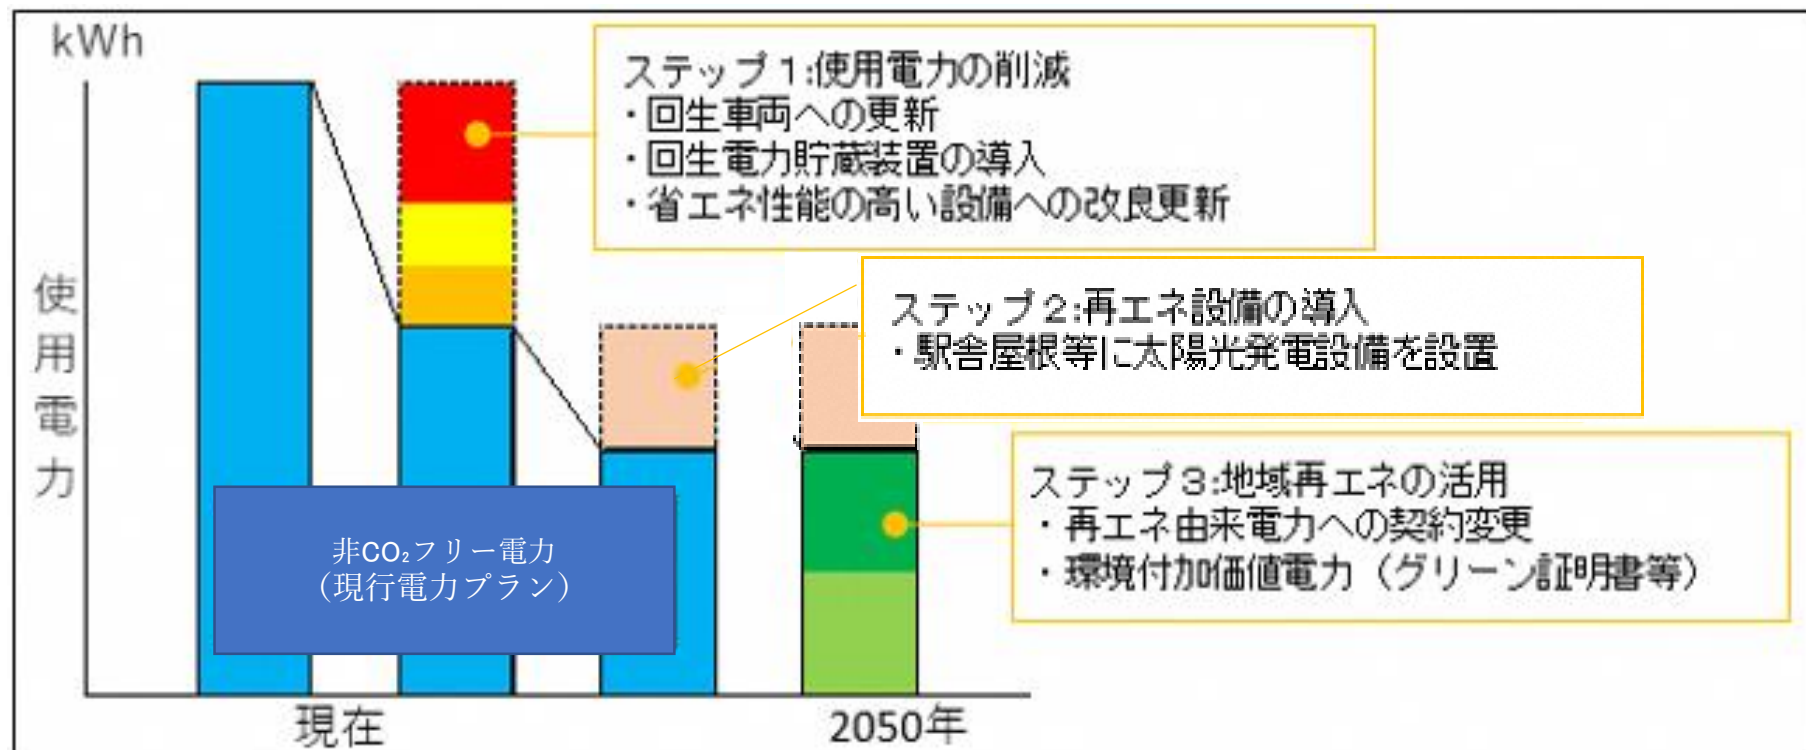 kWh
使用電力
ステップ1:使用電力の削減
・回生車両への更新
・回生電力貯蔵装置の導入
・省エネ性能の高い設備への改良更新
ステップ2:再エネ設備の導入
・駅舎屋根等に太陽光発電設備を設置
ステップ3:地域再エネの活用
・再エネ由来電力への契約変更
・環境付加価値電力（グリーン証明書等）
非CO₂フリー電力
（現行電力プラン）
現在
2050年